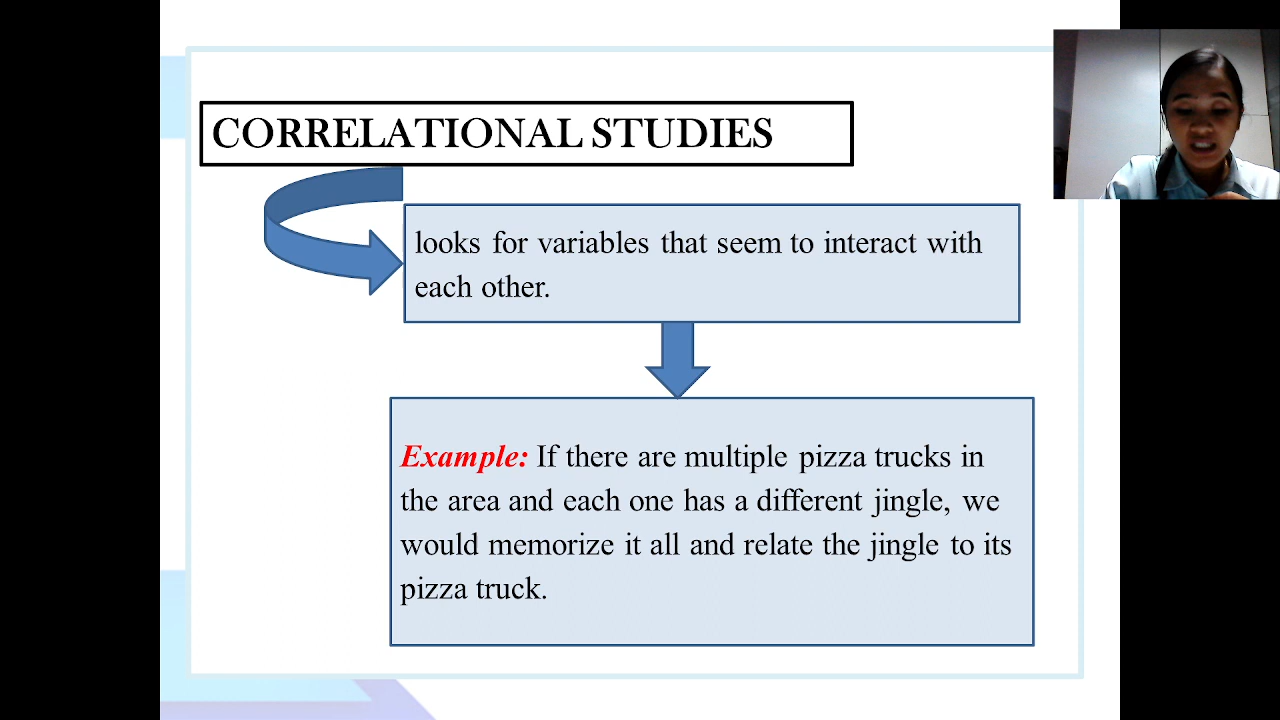 CORRELATIONAL STUDIES
looks for variables that seem to interact with
each other.
Example: If there are multiple pizza trucks in
the area and each one has a different jingle, we
would memorize it all and relate the jingle to its
pizza truck.